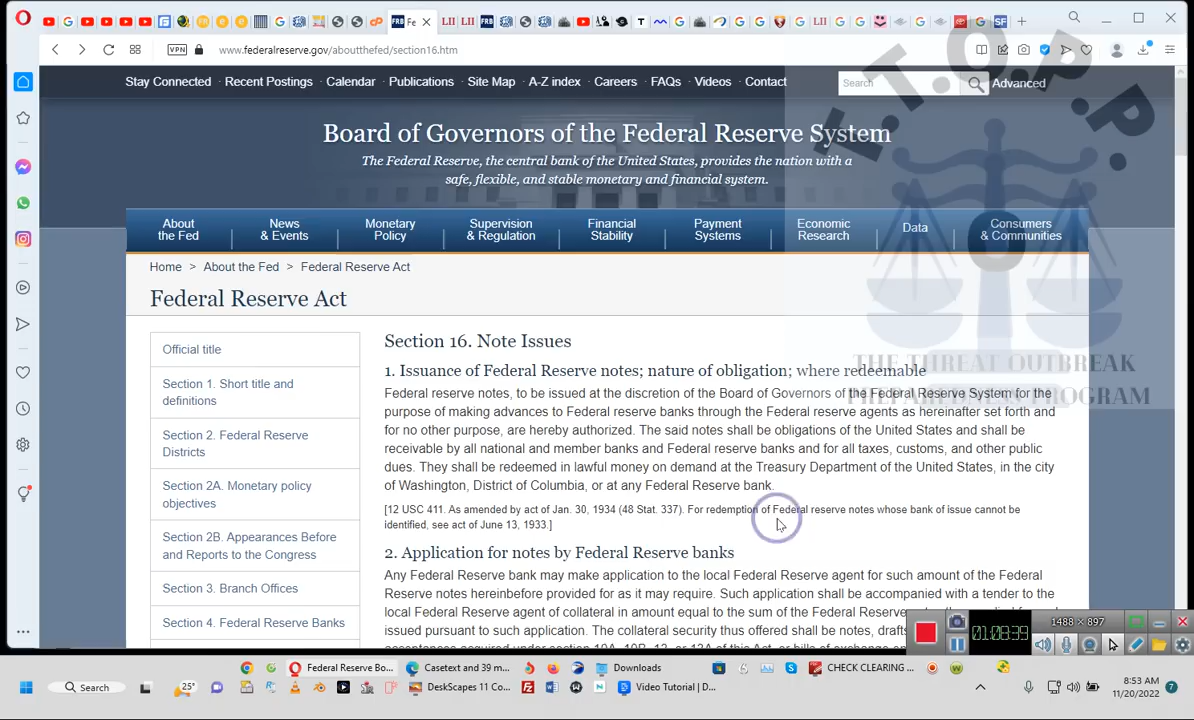 Fe
www.federalreserve.gov/aboutthefed/section16.htm
VPN
Stay Connected
Recent Postings
Calendar
Publications
Site Map
A-Z index
Careers
FAQs
Videos
Contact
Search
Advanced
T.T.O.P.P.
Board of Governors of the Federal Reserve System
The Federal Reserve, the central bank of the United States, provides the nation with a
safe, flexible, and stable monetary and financial system.
About
the Fed
News
& Events
Monetary
Policy
Supervision
& Regulation
Financial
Stability
Payment
Systems
Economic
Research
Data
Consumers
& Communities
Home > About the Fed > Federal Reserve Act
Federal Reserve Act
THE THREAT OUTBREAK
PREPAREDNESS PROGRAM
Official title
Section 1. Short title and
definitions
Section 2. Federal Reserve
Districts
Section 2A. Monetary policy
objectives
Section 2B. Appearances Before
and Reports to the Congress
Section 3. Branch Offices
Section 4. Federal Reserve Banks
Section 16. Note Issues
1. Issuance of Federal Reserve notes; nature of obligation; where redeemable
Federal reserve notes, to be issued at the discretion of the Board of Governors of the Federal Reserve System for the
purpose of making advances to Federal reserve banks through the Federal reserve agents as hereinafter set forth and
for no other purpose, are hereby authorized. The said notes shall be obligations of the United States and shall be
receivable by all national and member banks and Federal reserve banks and for all taxes, customs, and other public
dues. They shall be redeemed in lawful money on demand at the Treasury Department of the United States, in the city
of Washington, District of Columbia, or at any Federal Reserve bank.
[12 USC 411. As amended by act of Jan. 30, 1934 (48 Stat. 337). For redemption of Federal reserve notes whose bank of issue cannot be
identified, see act of June 13, 1933.]
2. Application for notes by Federal Reserve banks
Any Federal Reserve bank may make application to the local Federal Reserve agent for such amount of the Federal
Reserve notes hereinbefore provided for as it may require. Such application shall be accompanied with a tender to the
local Federal Reserve agent of collateral in amount equal to the sum of the Federal Reserve
issued pursuant to such application. The collateral security thus offered shall be notes, drafts
1488 × 897
01:08:39
Federal Reserve Bo...
Casetext and 39 m...
Downloads
CHECK CLEARING ...
Search
25°
DeskScapes 11 Co...
Video Tutorial | D...
8:53 AM
11/20/2022
7